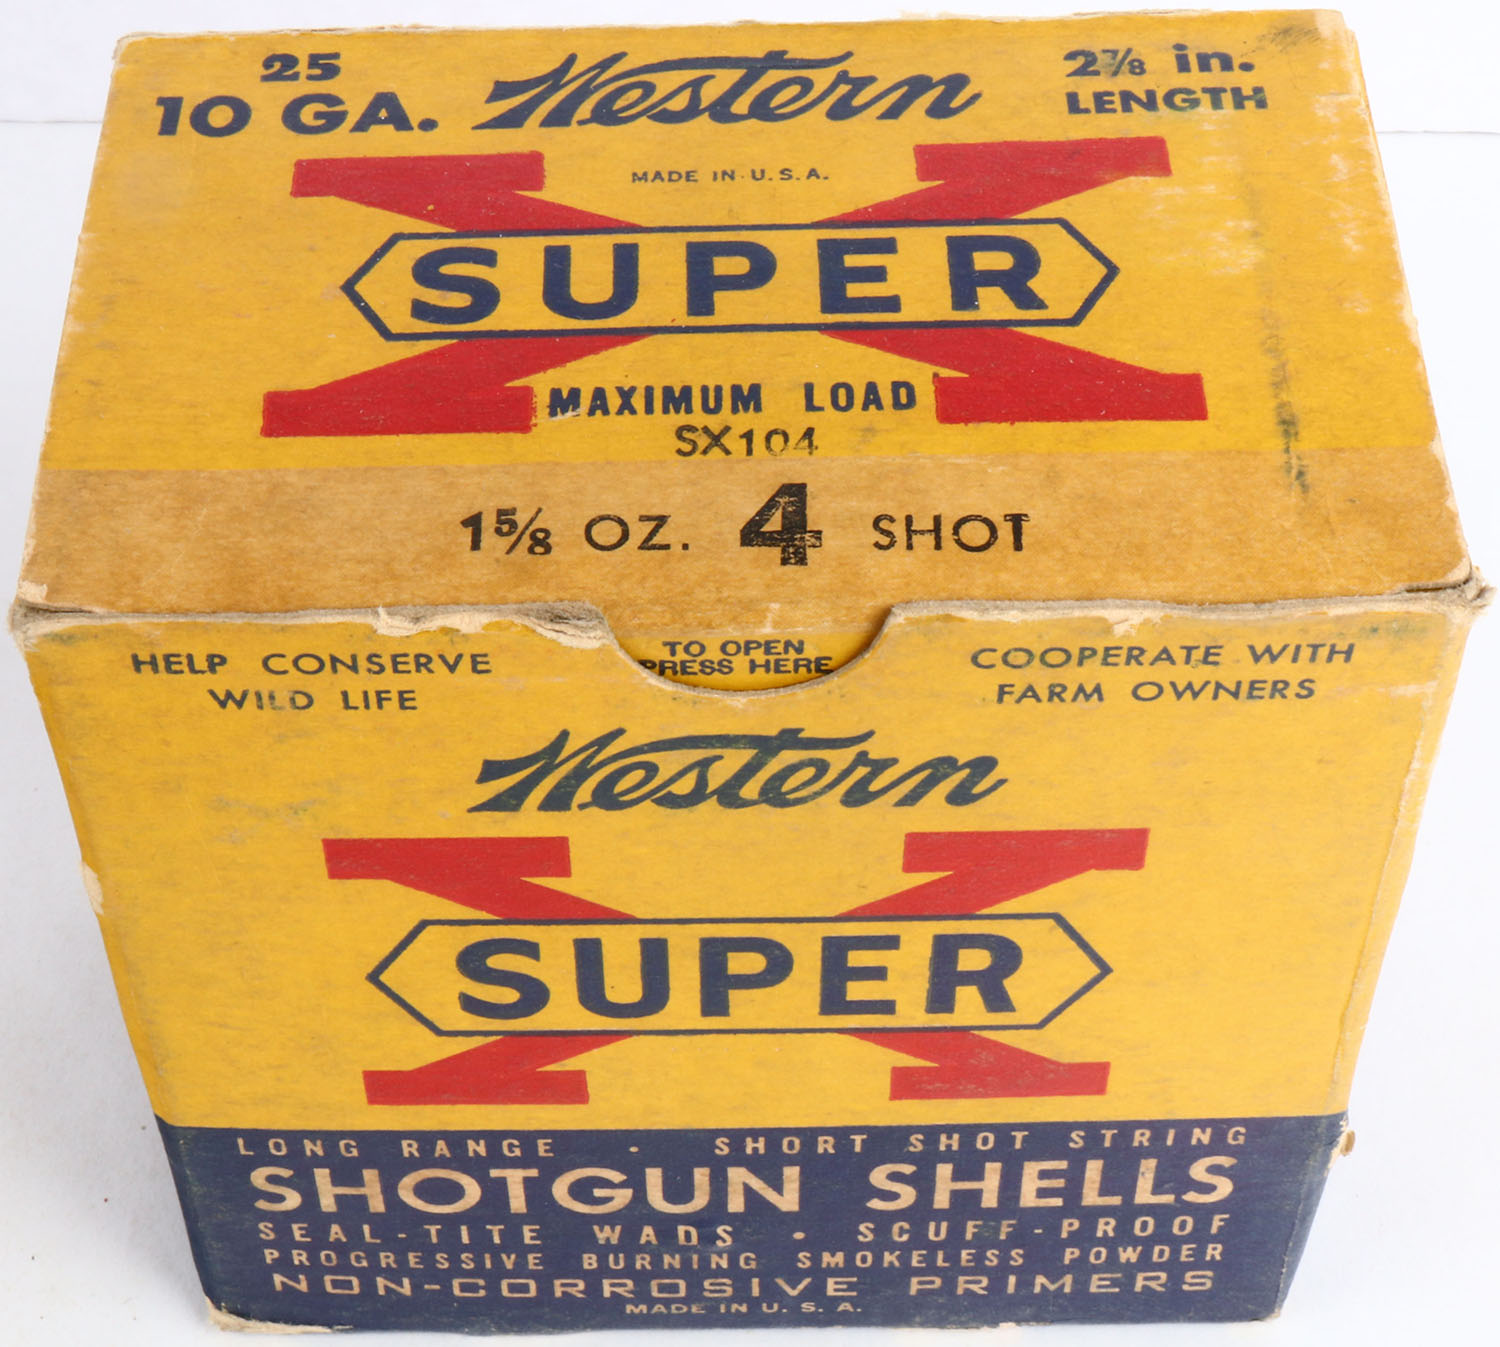 25
10 GA.
Western
2⅞ in.
LENGTH
MADE IN U.S.A.
SUPER X
MAXIMUM LOAD
SX104
1⅝ OZ. 4 SHOT
HELP CONSERVE
WILD LIFE
TO OPEN
PRESS HERE
COOPERATE WITH
FARM OWNERS
Western
SUPER X
LONG RANGE · SHORT SHOT STRING
SHOTGUN SHELLS
SEAL-TITE WADS · SCUFF-PROOF
PROGRESSIVE BURNING SMOKELESS POWDER
NON-CORROSIVE PRIMERS
MADE IN U. S. A.